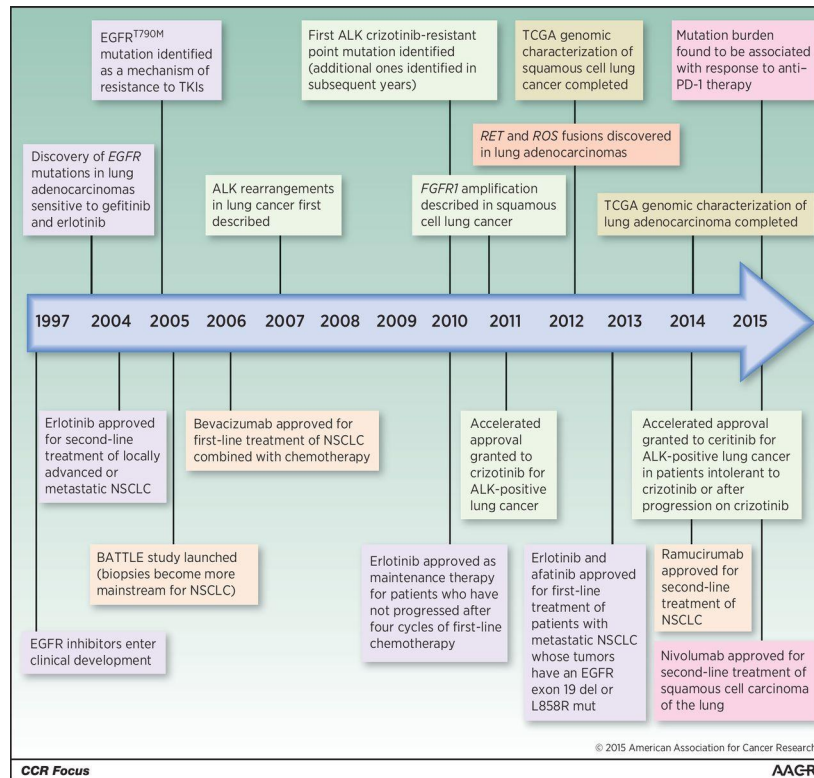 EGFRT790M
mutation identified
as a mechanism of
resistance to TKIs
First ALK crizotinib-resistant
point mutation identified
(additional ones identified in
subsequent years)
TCGA genomic
characterization of
squamous cell lung
cancer completed
Mutation burden
found to be associated
with response to anti–
PD-1 therapy
RET and ROS fusions discovered
in lung adenocarcinomas
Discovery of EGFR
mutations in lung
adenocarcinomas
sensitive to gefitinib
and erlotinib
ALK rearrangements
in lung cancer first
described
FGFR1 amplification
described in squamous
cell lung cancer
TCGA genomic characterization of
lung adenocarcinoma completed
1997 2004 2005 2006 2007 2008 2009 2010 2011 2012 2013 2014 2015
Erlotinib approved
for second-line
treatment of locally
advanced or
metastatic NSCLC
Bevacizumab approved for
first-line treatment of NSCLC
combined with chemotherapy
Accelerated
approval
granted to
crizotinib for
ALK-positive
lung cancer
Accelerated approval
granted to ceritinib for
ALK-positive lung cancer
in patients intolerant to
crizotinib or after
progression on crizotinib
BATTLE study launched
(biopsies become more
mainstream for NSCLC)
Erlotinib approved as
maintenance therapy
for patients who have
not progressed after
four cycles of first-line
chemotherapy
Erlotinib and
afatinib approved
for first-line
treatment of
patients with
metastatic NSCLC
whose tumors
have an EGFR
exon 19 del or
L858R mut
Ramucirumab
approved for
second-line
treatment of
NSCLC
EGFR inhibitors enter
clinical development
Nivolumab approved for
second-line treatment of
squamous cell carcinoma
of the lung
© 2015 American Association for Cancer Research
CCR Focus
AACR